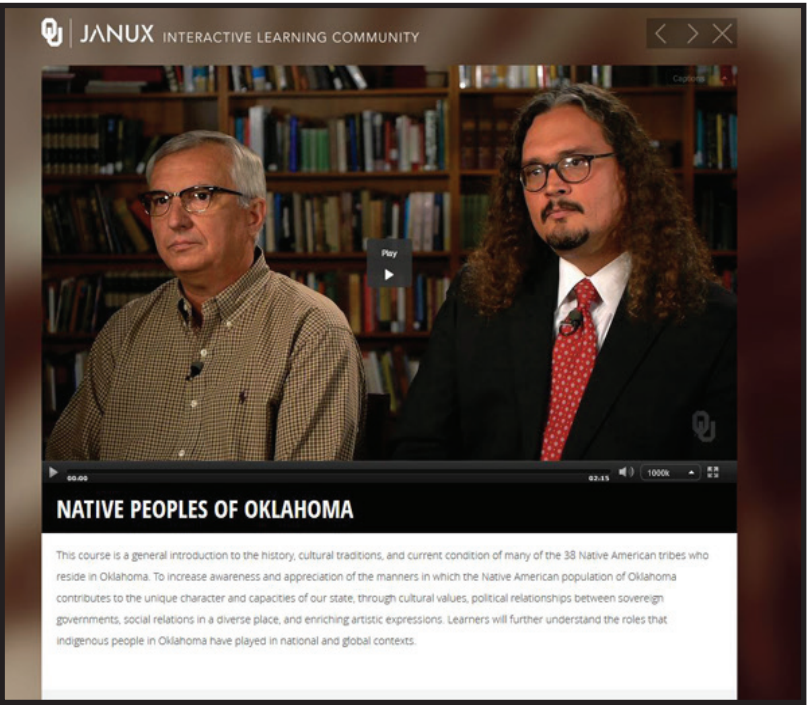 OU JANUX INTERACTIVE LEARNING COMMUNITY
Captions
Play
OU
00:00
02:15
1000k
NATIVE PEOPLES OF OKLAHOMA
This course is a general introduction to the history, cultural traditions, and current condition of many of the 38 Native American tribes who
reside in Oklahoma. To increase awareness and appreciation of the manners in which the Native American population of Oklahoma
contributes to the unique character and capacities of our state, through cultural values, political relationships between sovereign
governments, social relations in a diverse place, and enriching artistic expressions. Learners will further understand the roles that
indigenous people in Oklahoma have played in national and global contexts.